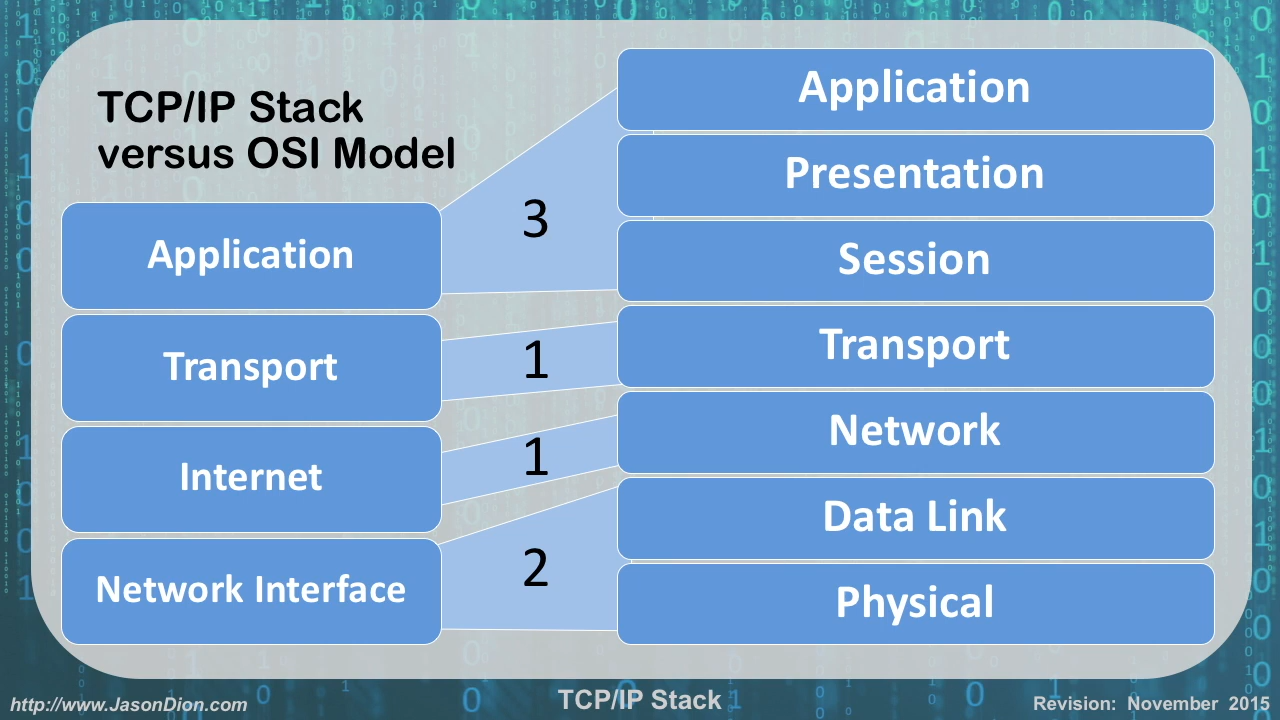 TCP/IP Stack
versus OSI Model
Application
Transport
Internet
Network Interface
3
1
1
2
Application
Presentation
Session
Transport
Network
Data Link
Physical
http://www.JasonDion.com
TCP/IP Stack
Revision: November 2015